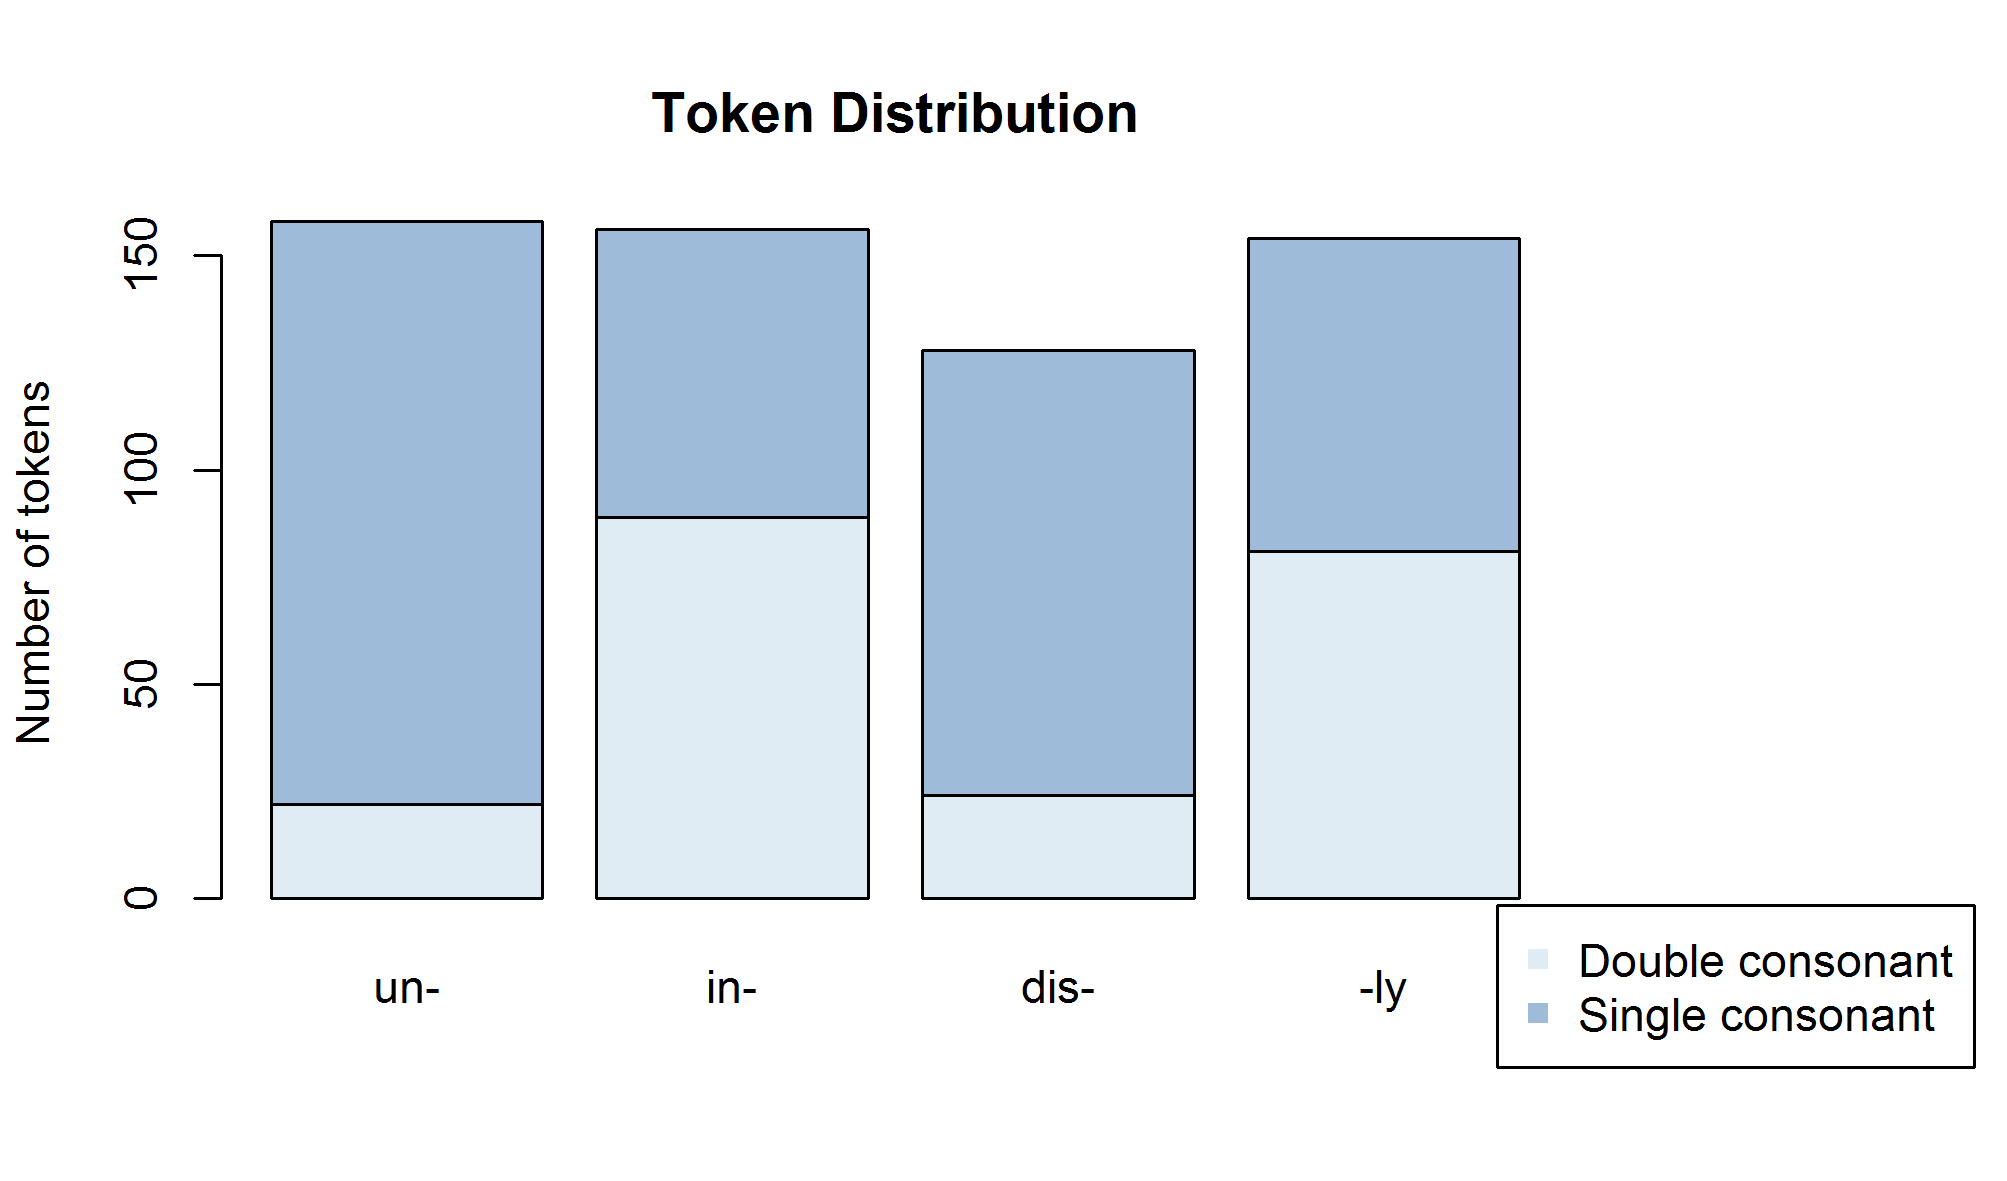 Token Distribution
Number of tokens
150
100
50
0
un-
in-
dis-
-ly
Double consonant
Single consonant